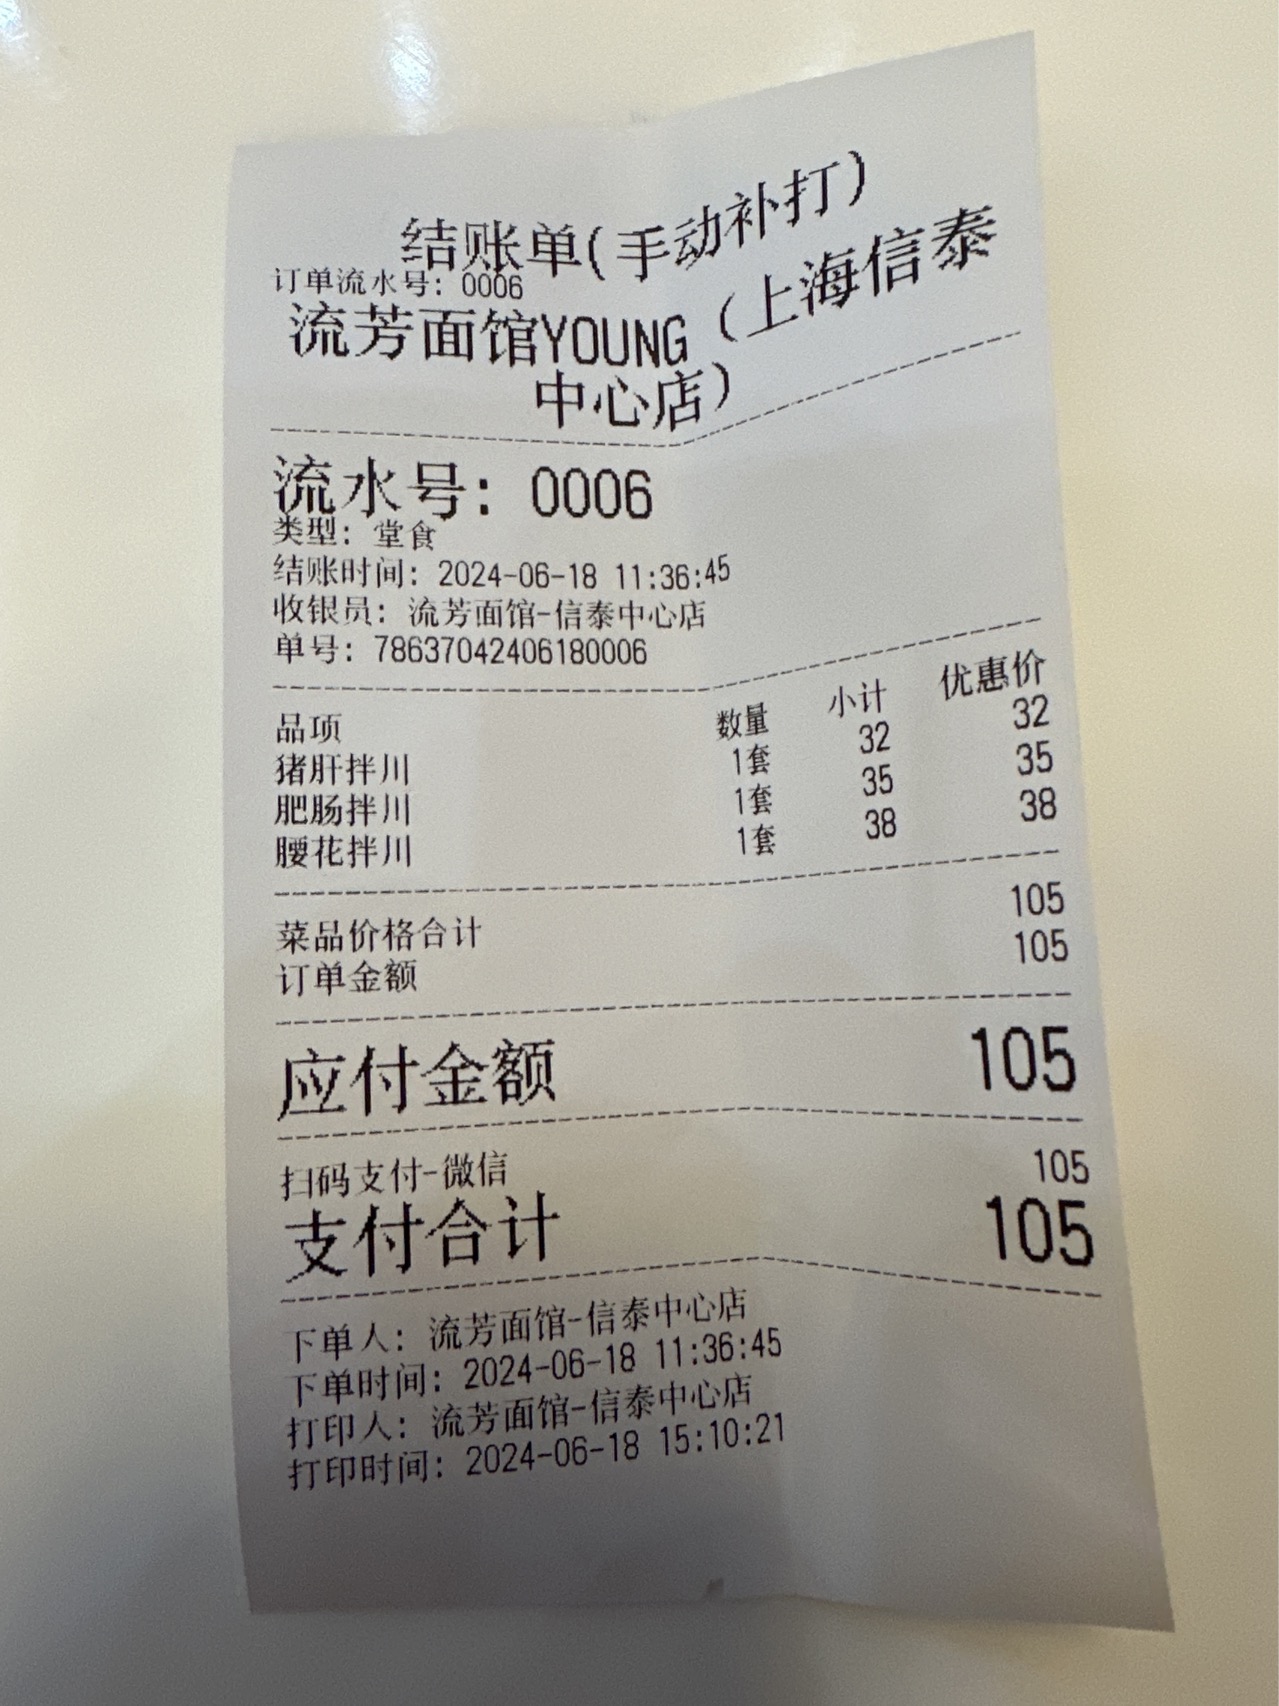 结账单(手动补打)
订单流水号: 0006
流芳面馆YOUNG（上海信泰
中心店）
流水号: 0006
类型: 堂食
结账时间: 2024-06-18 11:36:45
收银员: 流芳面馆-信泰中心店
单号: 78637042406180006
品项 数量 小计 优惠价
猪肝拌川 1套 32 32
肥肠拌川 1套 35 35
腰花拌川 1套 38 38
菜品价格合计 105
订单金额 105
应付金额 105
扫码支付-微信 105
支付合计 105
下单人: 流芳面馆-信泰中心店
下单时间: 2024-06-18 11:36:45
打印人: 流芳面馆-信泰中心店
打印时间: 2024-06-18 15:10:21